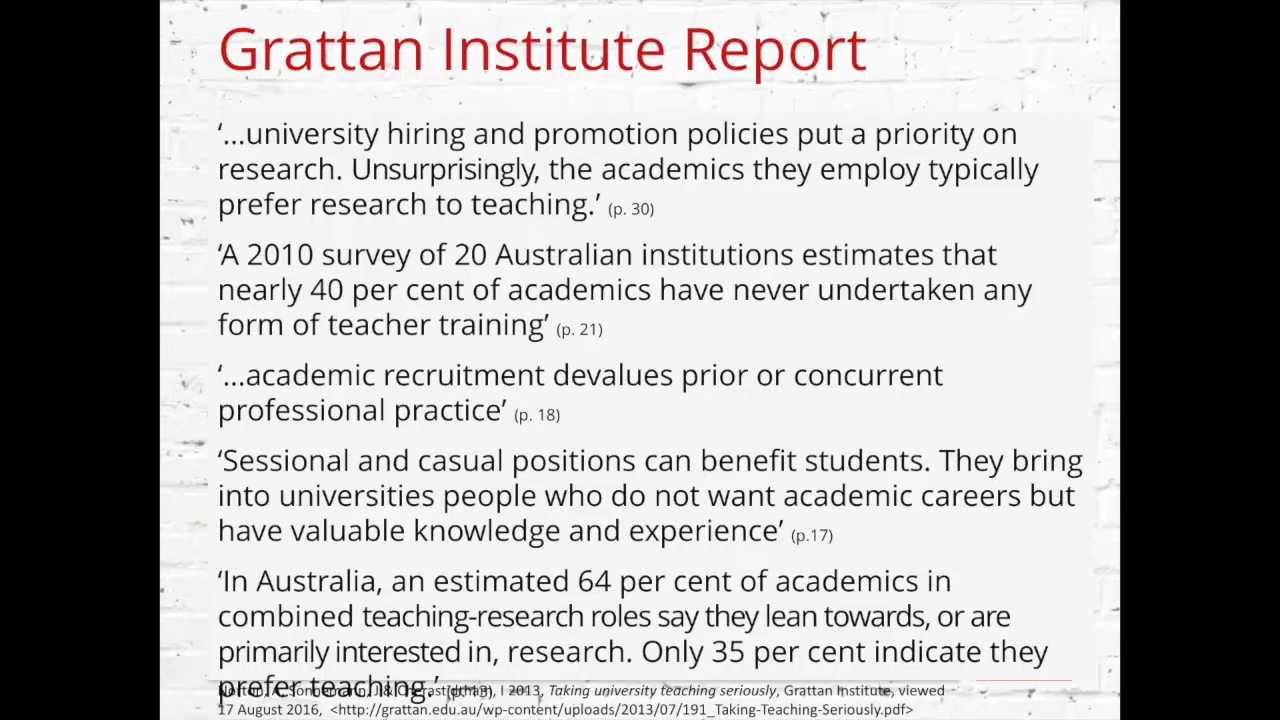 Grattan Institute Report
‘...university hiring and promotion policies put a priority on
research. Unsurprisingly, the academics they employ typically
prefer research to teaching.’ (p. 30)
‘A 2010 survey of 20 Australian institutions estimates that
nearly 40 per cent of academics have never undertaken any
form of teacher training’ (p. 21)
‘...academic recruitment devalues prior or concurrent
professional practice’ (p. 18)
‘Sessional and casual positions can benefit students. They bring
into universities people who do not want academic careers but
have valuable knowledge and experience’ (p.17)
‘In Australia, an estimated 64 per cent of academics in
combined teaching-research roles say they lean towards, or are
primarily interested in, research. Only 35 per cent indicate they
prefer teaching.’
2013, Taking university teaching seriously, Grattan Institute, viewed
17 August 2016, <http://grattan.edu.au/wp-content/uploads/2013/07/191_Taking-Teaching-Seriously.pdf>